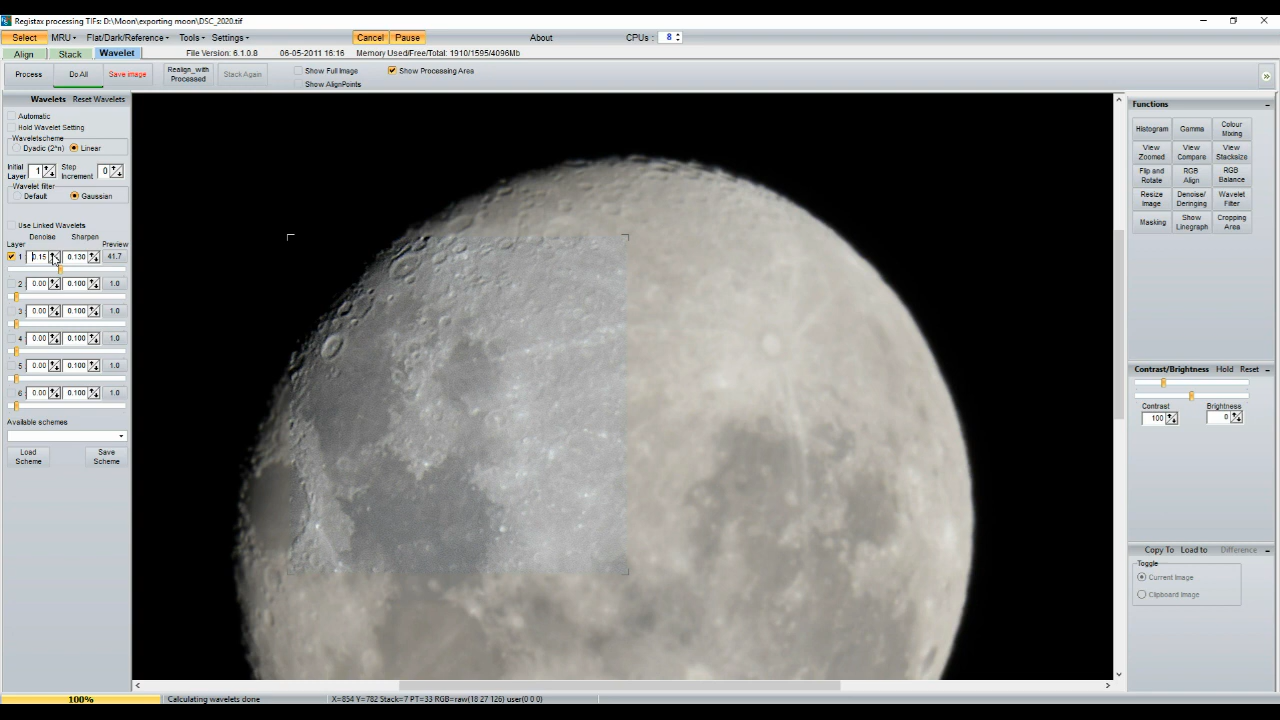 Registax processing TIFs: D:\Moon\exporting moon\DSC_2020.tif
Select MRU Flat/Dark/Reference Tools Settings Cancel Pause About CPUs : 8
Align Stack Wavelet File Version: 6.1.0.8 06-05-2011 16:16 Memory Used/Free/Total: 1910/1595/4096Mb
Process Do All Save image Realign_with Processed Stack Again Show Full Image Show Processing Area
Show AlignPoints
Wavelets Reset Wavelets
Automatic
Hold Wavelet Setting
Waveletscheme
Dyadic (2^n) Linear
Initial Layer 1 Step Increment 0
Wavelet filter
Default Gaussian
Use Linked Wavelets
Denoise Sharpen
Layer Preview
1 0.15 0.130 41.7
2 0.00 0.100 1.0
3 0.00 0.100 1.0
4 0.00 0.100 1.0
5 0.00 0.100 1.0
6 0.00 0.100 1.0
Available schemes
Load Scheme Save Scheme
Functions
Histogram Gamma Colour Mixing
View Zoomed View Compare View Stacksize
Flip and Rotate RGB Align RGB Balance
Resize Image Denoise/ Deringing Wavelet Filter
Masking Show Linegraph Cropping Area
Contrast/Brightness Hold Reset
Contrast Brightness
100 0
Copy To Load to Difference
Toggle
Current Image
Clipboard Image
100% Calculating wavelets done X=854 Y=782 Stack=7 PT=33 RGB=raw(18 27 126) user(0 0 0)